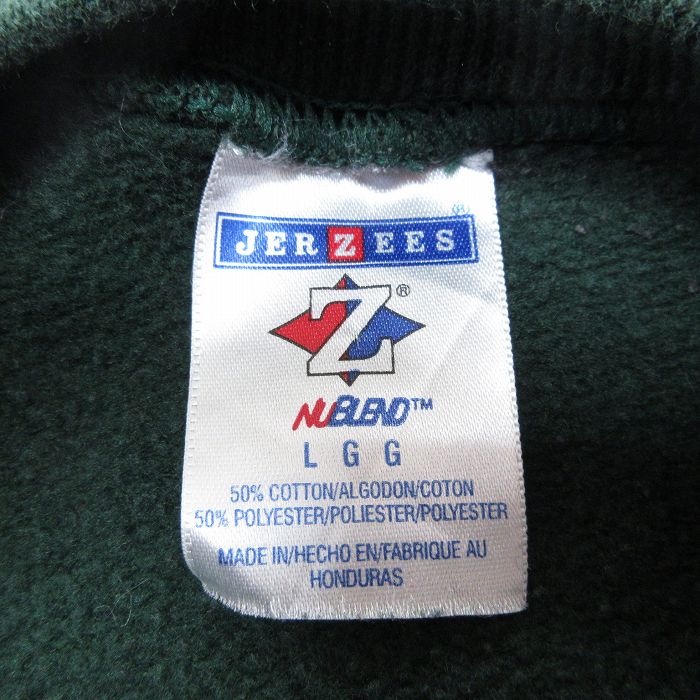 JERZEES ®
Z ®
NUBLEND™
L G G
50% COTTON/ALGODON/COTON
50% POLYESTER/POLIESTER/POLYESTER
MADE IN/HECHO EN/FABRIQUE AU
HONDURAS